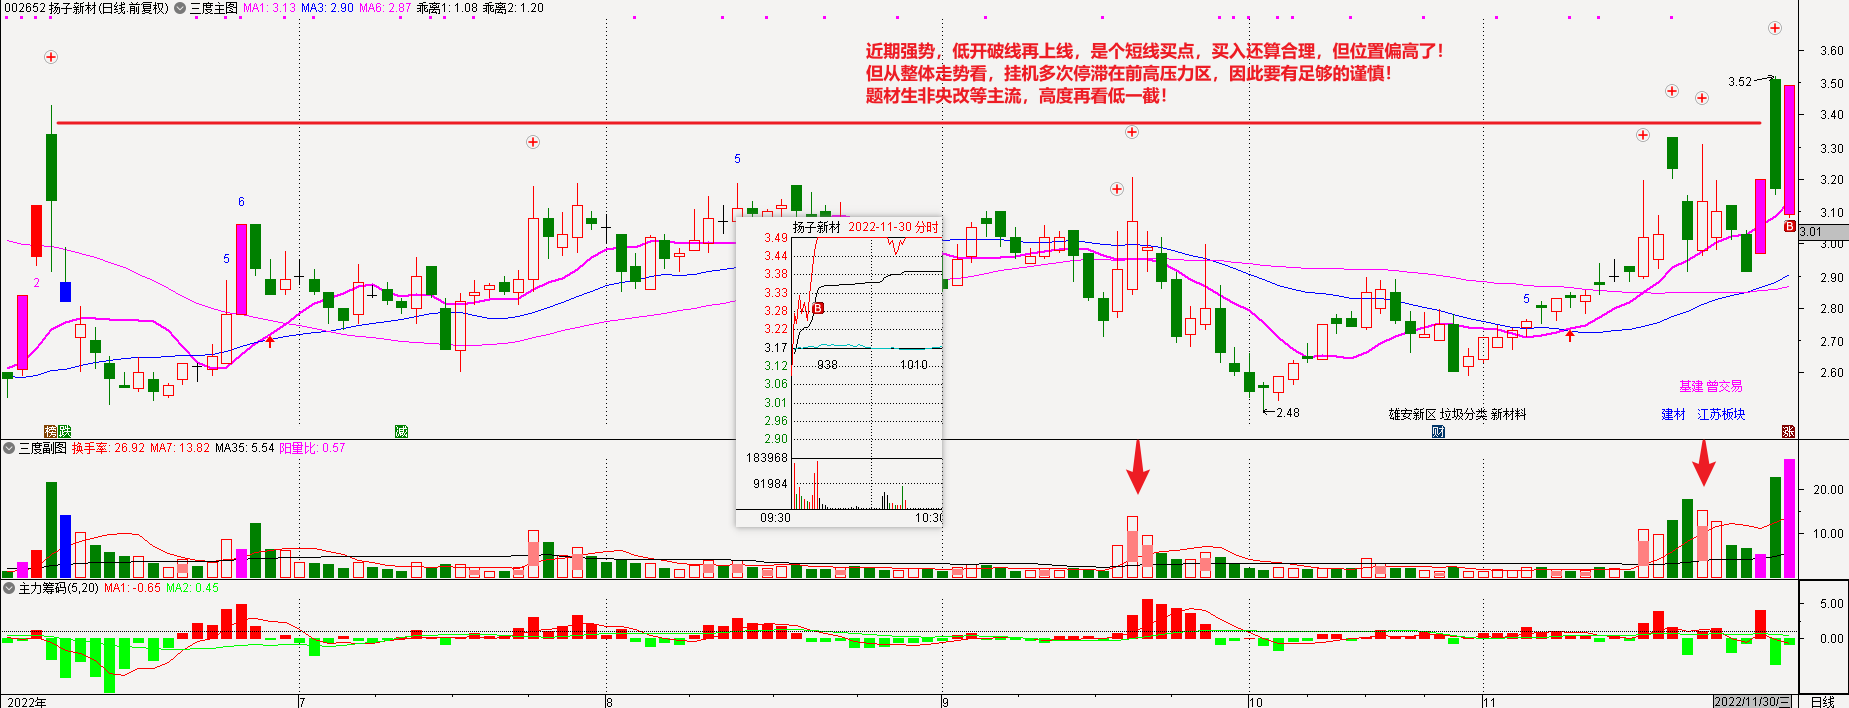 002652 扬子新材(日线.前复权) 三度主图 MA1: 3.13 MA3: 2.90 MA6: 2.87 乖离1: 1.08 乖离2: 1.20
近期强势，低开破线再上线，是个短线买点，买入还算合理，但位置偏高了！
但从整体走势看，挂机多次停滞在前高压力区，因此要有足够的谨慎！
题材生非央改等主流，高度再看低一截！
3.60
3.52
3.50
3.40
3.30
3.20
3.10
3.01
3.00
2.90
2.80
2.70
2.60
2
5
6
5
5
B
2.48
扬子新材 2022-11-30 分时
3.49
3.44
3.38
3.33
3.28
3.22
3.17
3.12
3.06
3.01
2.96
2.90
B
938
1010
183968
91984
09:30
10:30
基建 曾交易
雄安新区 垃圾分类 新材料
建材 江苏板块
榜
跌
减
财
涨
三度副图 换手率: 26.92 MA7: 13.82 MA35: 5.54 阳量比: 0.57
20.00
10.00
主力筹码(5,20) MA1: -0.65 MA2: 0.45
5.00
0.00
2022年
7
8
9
10
11
2022/11/30/三
日线